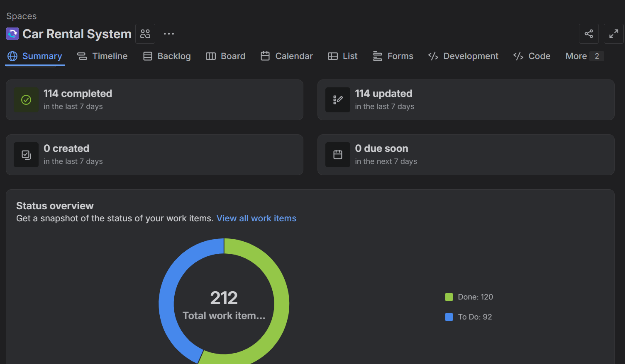 Spaces
Car Rental System
Summary Timeline Backlog Board Calendar List Forms Development Code More 2
114 completed
in the last 7 days
114 updated
in the last 7 days
0 created
in the last 7 days
0 due soon
in the next 7 days
Status overview
Get a snapshot of the status of your work items. View all work items
212
Total work item...
Done: 120
To Do: 92